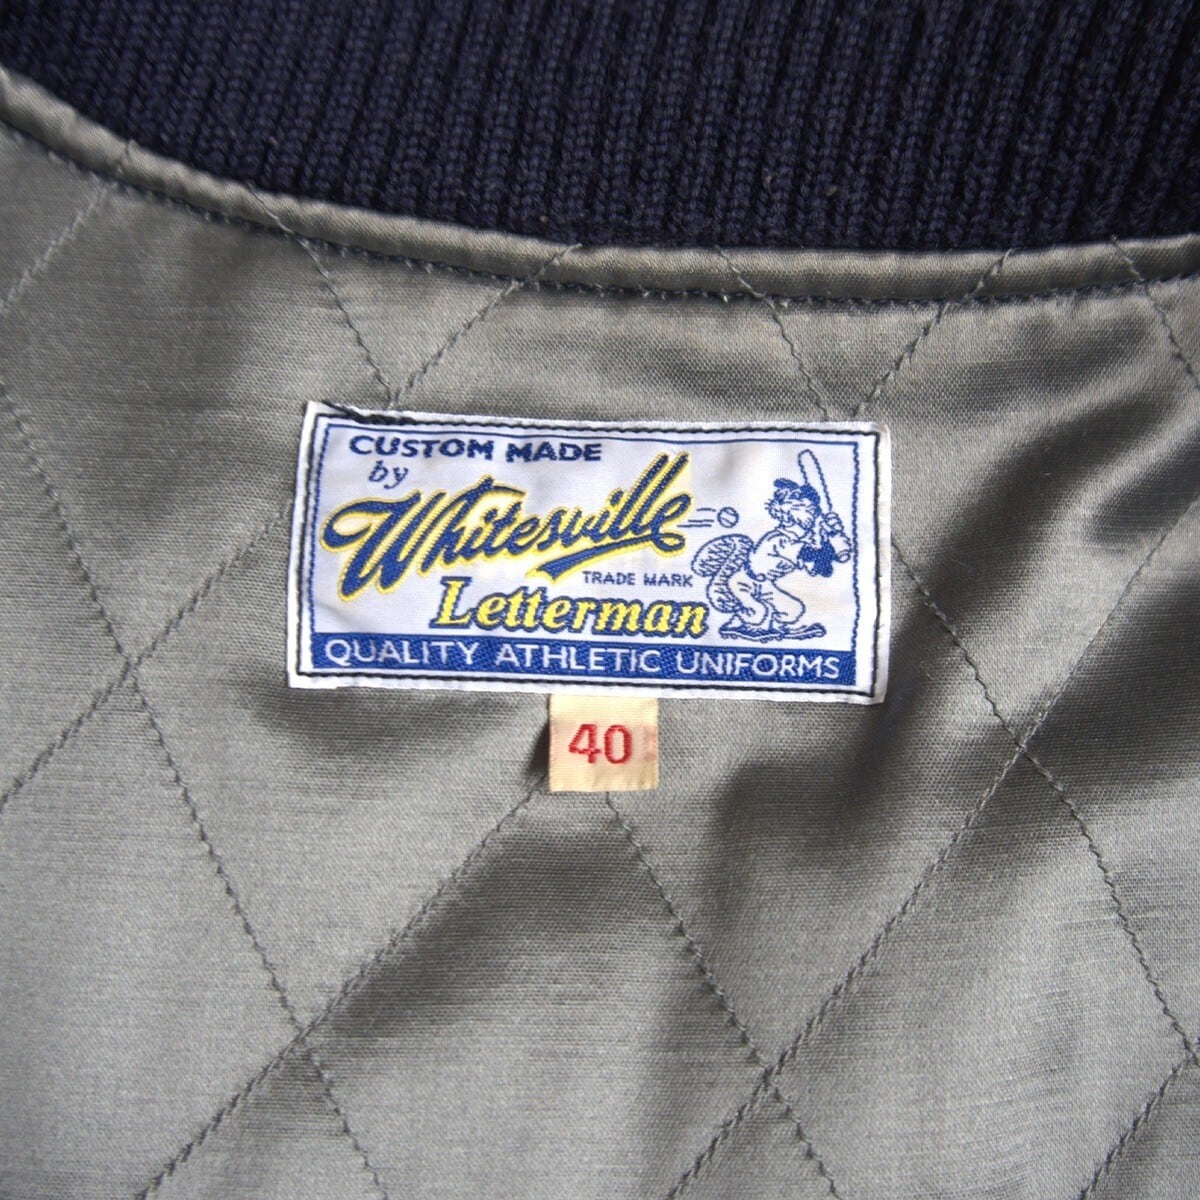 CUSTOM MADE
by
Whitesville
TRADE MARK
Letterman
QUALITY ATHLETIC UNIFORMS
40